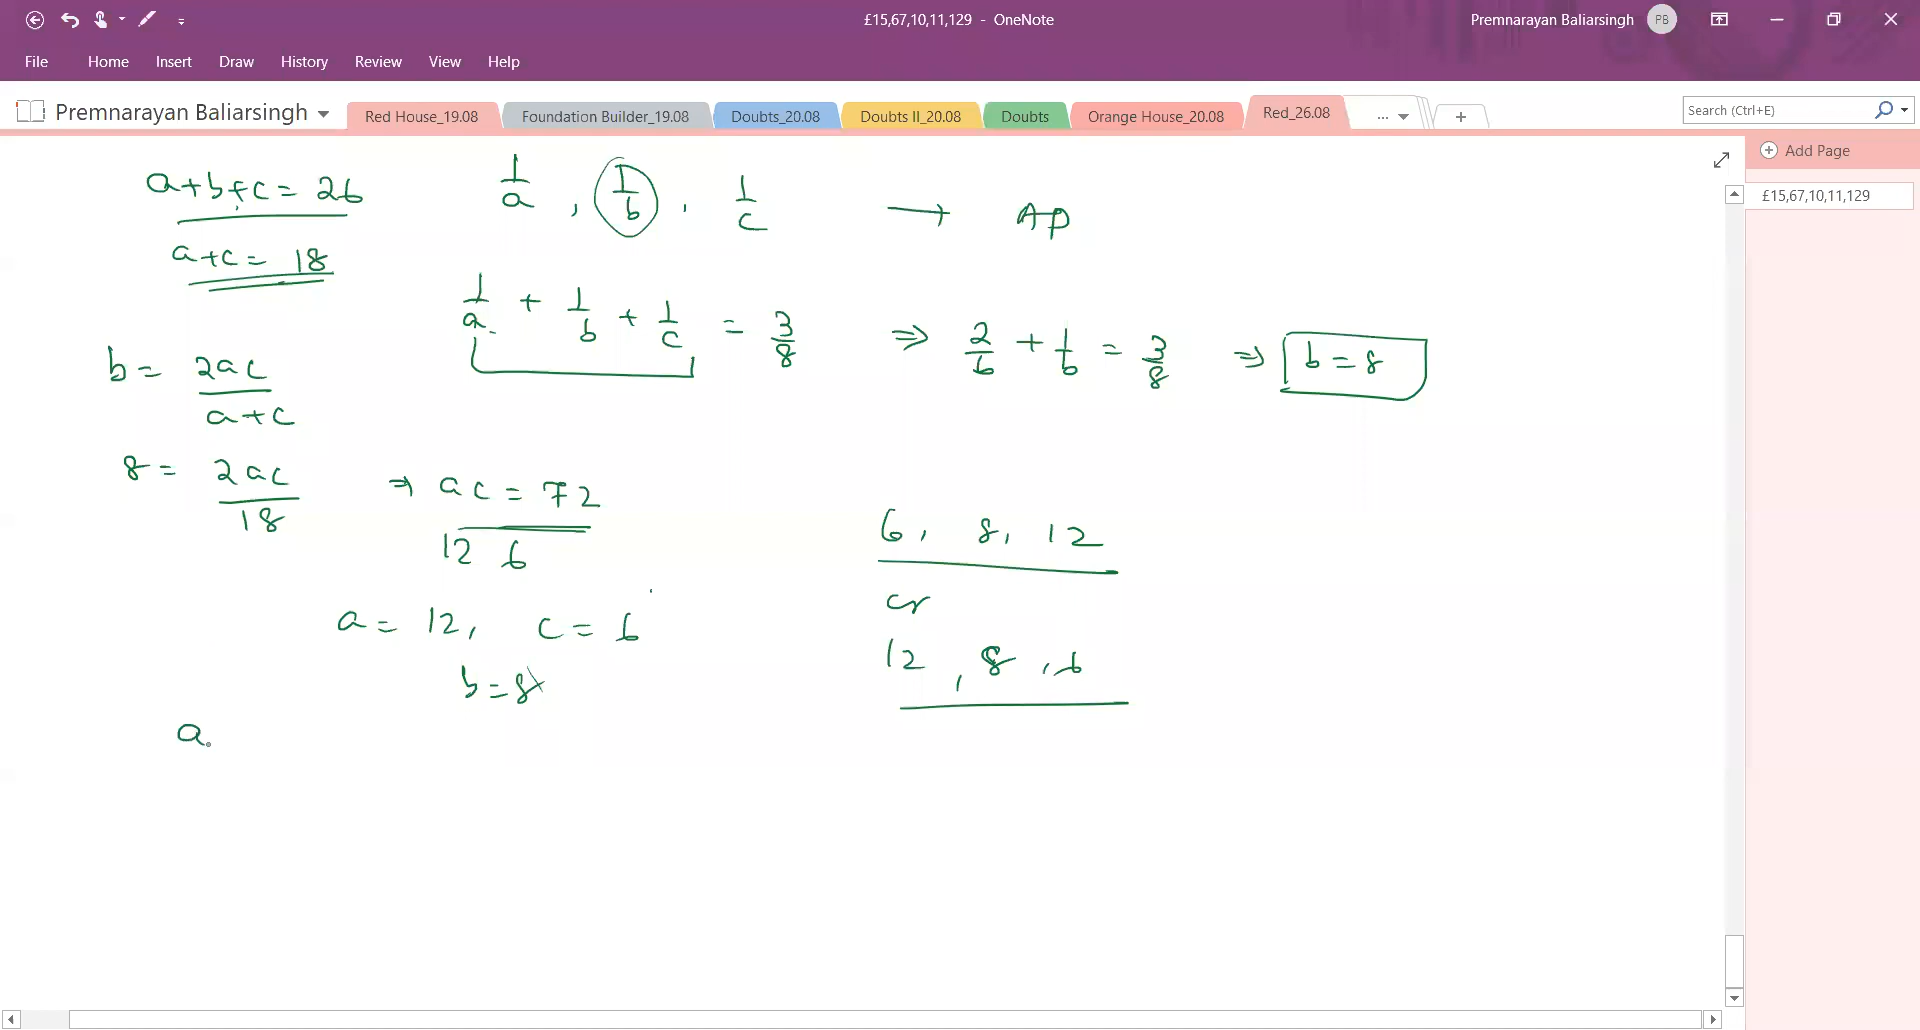 £15,67,10,11,129 - OneNote
Premnarayan Baliarsingh PB
File Home Insert Draw History Review View Help
Premnarayan Baliarsingh
Red House_19.08 Foundation Builder_19.08 Doubts_20.08 Doubts II_20.08 Doubts Orange House_20.08 Red_26.08 ... +
Search (Ctrl+E)
Add Page
£15,67,10,11,129
a+b+c = 26
1/a , 1/b , 1/c → AP
a+c = 18
1/a + 1/b + 1/c = 3/8 ⇒ 2/b + 1/b = 3/8 ⇒ b = 8
b = 2ac/a+c
8 = 2ac/18 ⇒ ac = 72
12 6
6, 8, 12
or
a = 12, c = 6
12, 8, 6
b = 8
a